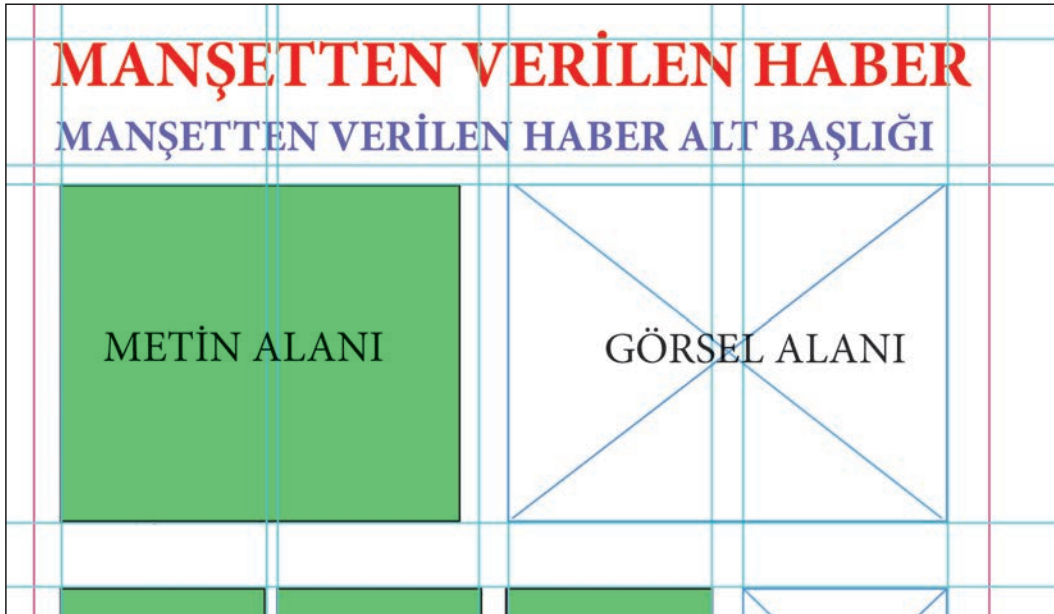 MANŞETTEN VERİLEN HABER
MANŞETTEN VERİLEN HABER ALT BAŞLIĞI
METİN ALANI
GÖRSEL ALANI